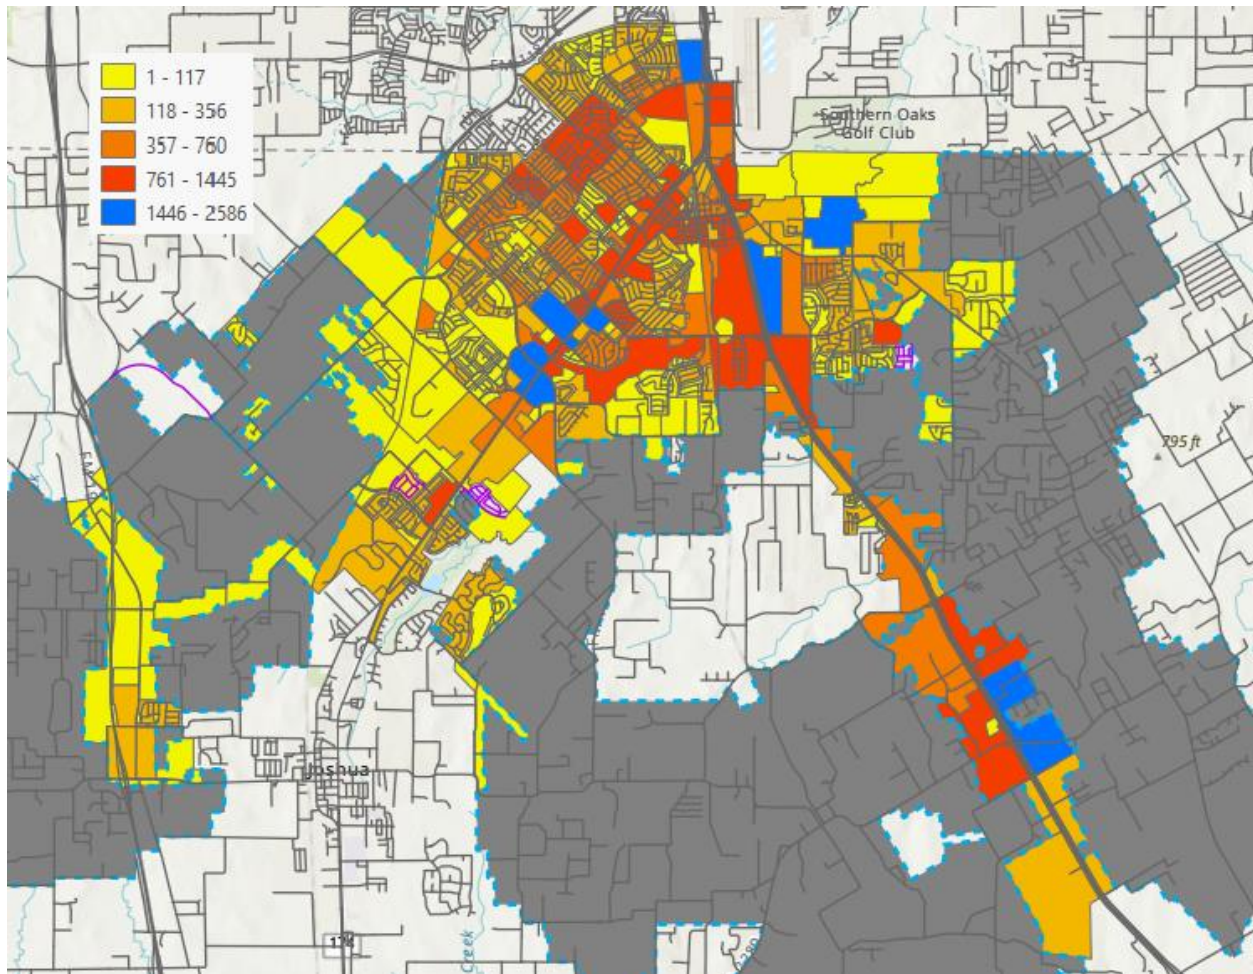 1 - 117
118 - 356
357 - 760
761 - 1445
1446 - 2586
Southern Oaks
Golf Club
795 ft
Joshua
174
Creek